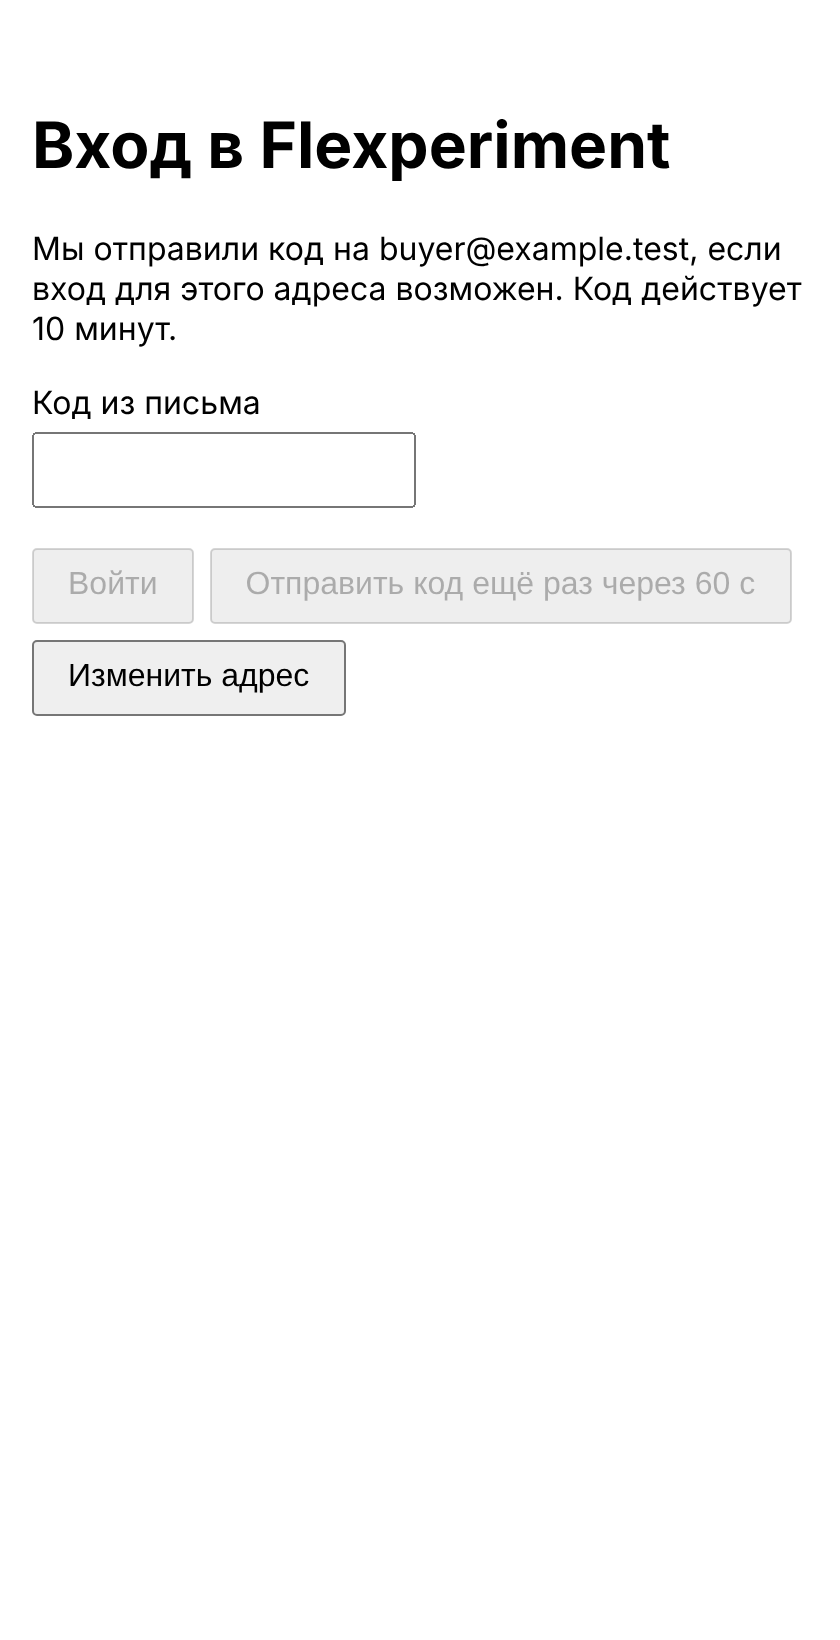 Вход в Flexperiment
Мы отправили код на buyer@example.test, если
вход для этого адреса возможен. Код действует
10 минут.
Код из письма
Войти
Отправить код ещё раз через 60 с
Изменить адрес